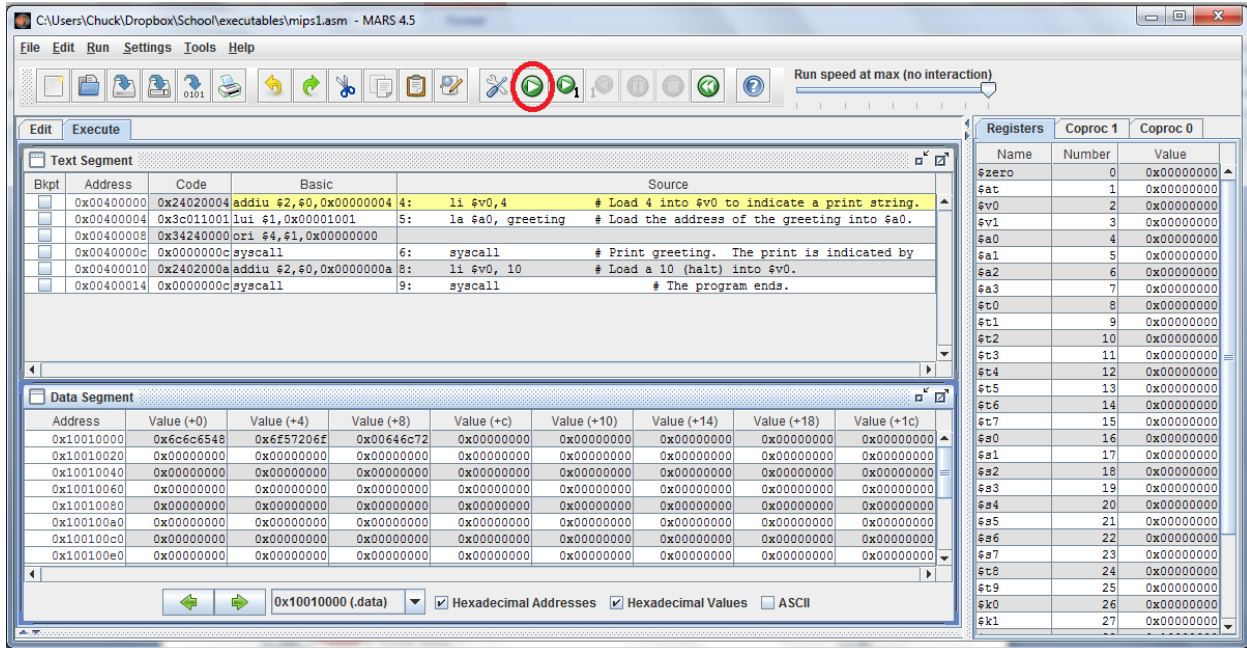 C:\Users\Chuck\Dropbox\School\executables\mips1.asm - MARS 4.5
File Edit Run Settings Tools Help
Run speed at max (no interaction)
Edit Execute
Text Segment
Bkpt Address Code Basic Source
0x00400000 0x24020004 addiu $2,$0,0x00000004 4: li $v0,4 # Load 4 into $v0 to indicate a print string.
0x00400004 0x3c011001 lui $1,0x00001001 5: la $a0, greeting # Load the address of the greeting into $a0.
0x00400008 0x34240000 ori $4,$1,0x00000000
0x0040000c 0x0000000c syscall 6: syscall # Print greeting. The print is indicated by
0x00400010 0x2402000a addiu $2,$0,0x0000000a 8: li $v0, 10 # Load a 10 (halt) into $v0.
0x00400014 0x0000000c syscall 9: syscall # The program ends.
Data Segment
Address Value (+0) Value (+4) Value (+8) Value (+c) Value (+10) Value (+14) Value (+18) Value (+1c)
0x10010000 0x6c6c6548 0x6f57206f 0x00646c72 0x00000000 0x00000000 0x00000000 0x00000000 0x00000000
0x10010020 0x00000000 0x00000000 0x00000000 0x00000000 0x00000000 0x00000000 0x00000000 0x00000000
0x10010040 0x00000000 0x00000000 0x00000000 0x00000000 0x00000000 0x00000000 0x00000000 0x00000000
0x10010060 0x00000000 0x00000000 0x00000000 0x00000000 0x00000000 0x00000000 0x00000000 0x00000000
0x10010080 0x00000000 0x00000000 0x00000000 0x00000000 0x00000000 0x00000000 0x00000000 0x00000000
0x100100a0 0x00000000 0x00000000 0x00000000 0x00000000 0x00000000 0x00000000 0x00000000 0x00000000
0x100100c0 0x00000000 0x00000000 0x00000000 0x00000000 0x00000000 0x00000000 0x00000000 0x00000000
0x100100e0 0x00000000 0x00000000 0x00000000 0x00000000 0x00000000 0x00000000 0x00000000 0x00000000
0x10010000 (.data) Hexadecimal Addresses Hexadecimal Values ASCII
Registers Coproc 1 Coproc 0
Name Number Value
$zero 0 0x00000000
$at 1 0x00000000
$v0 2 0x00000000
$v1 3 0x00000000
$a0 4 0x00000000
$a1 5 0x00000000
$a2 6 0x00000000
$a3 7 0x00000000
$t0 8 0x00000000
$t1 9 0x00000000
$t2 10 0x00000000
$t3 11 0x00000000
$t4 12 0x00000000
$t5 13 0x00000000
$t6 14 0x00000000
$t7 15 0x00000000
$s0 16 0x00000000
$s1 17 0x00000000
$s2 18 0x00000000
$s3 19 0x00000000
$s4 20 0x00000000
$s5 21 0x00000000
$s6 22 0x00000000
$s7 23 0x00000000
$t8 24 0x00000000
$t9 25 0x00000000
$k0 26 0x00000000
$k1 27 0x00000000